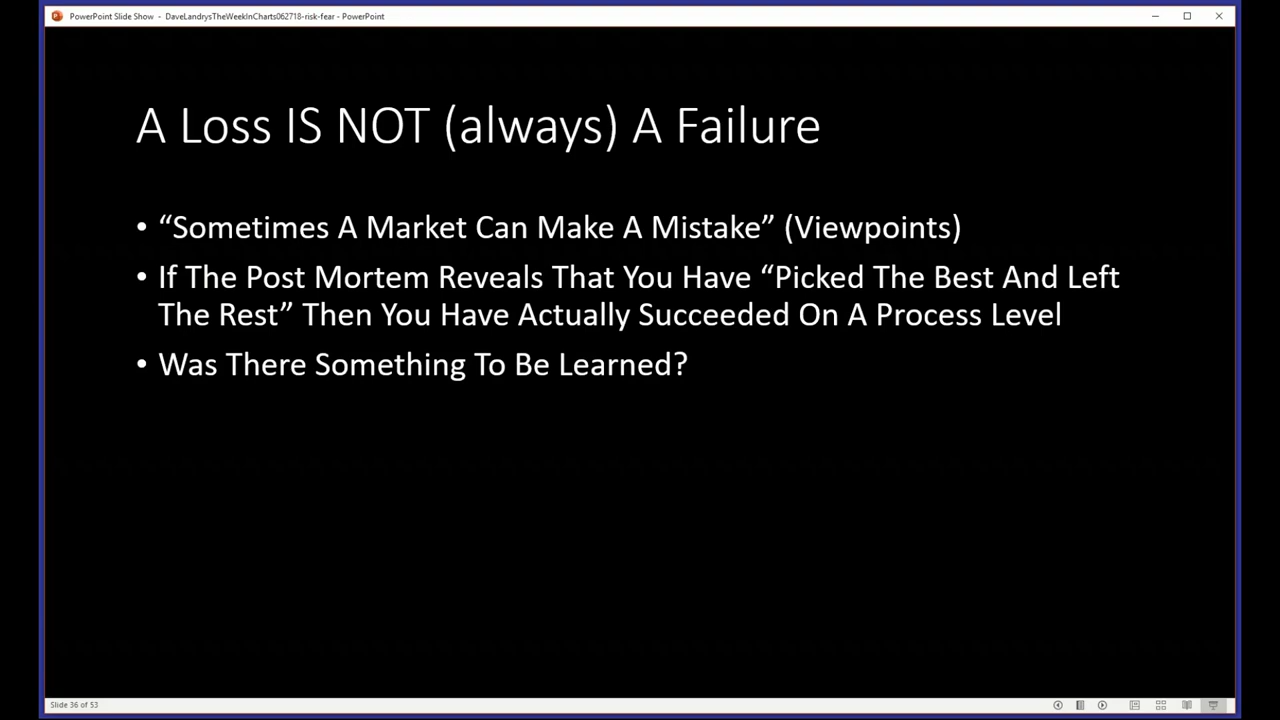 PowerPoint Slide Show - DaveLandrysTheWeekInCharts062718-risk-fear - PowerPoint
A Loss IS NOT (always) A Failure
• “Sometimes A Market Can Make A Mistake” (Viewpoints)
• If The Post Mortem Reveals That You Have “Picked The Best And Left
The Rest” Then You Have Actually Succeeded On A Process Level
• Was There Something To Be Learned?
Slide 36 of 53